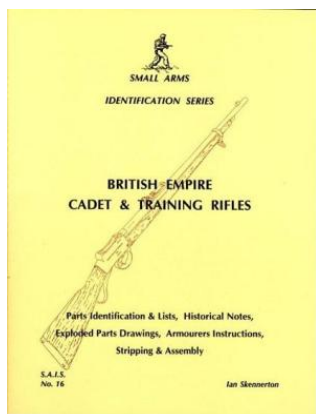 SMALL ARMS
IDENTIFICATION SERIES
BRITISH EMPIRE
CADET & TRAINING RIFLES
Parts Identification & Lists, Historical Notes,
Exploded Parts Drawings, Armourers Instructions,
Stripping & Assembly
S.A.I.S.
No. 16
Ian Skennerton